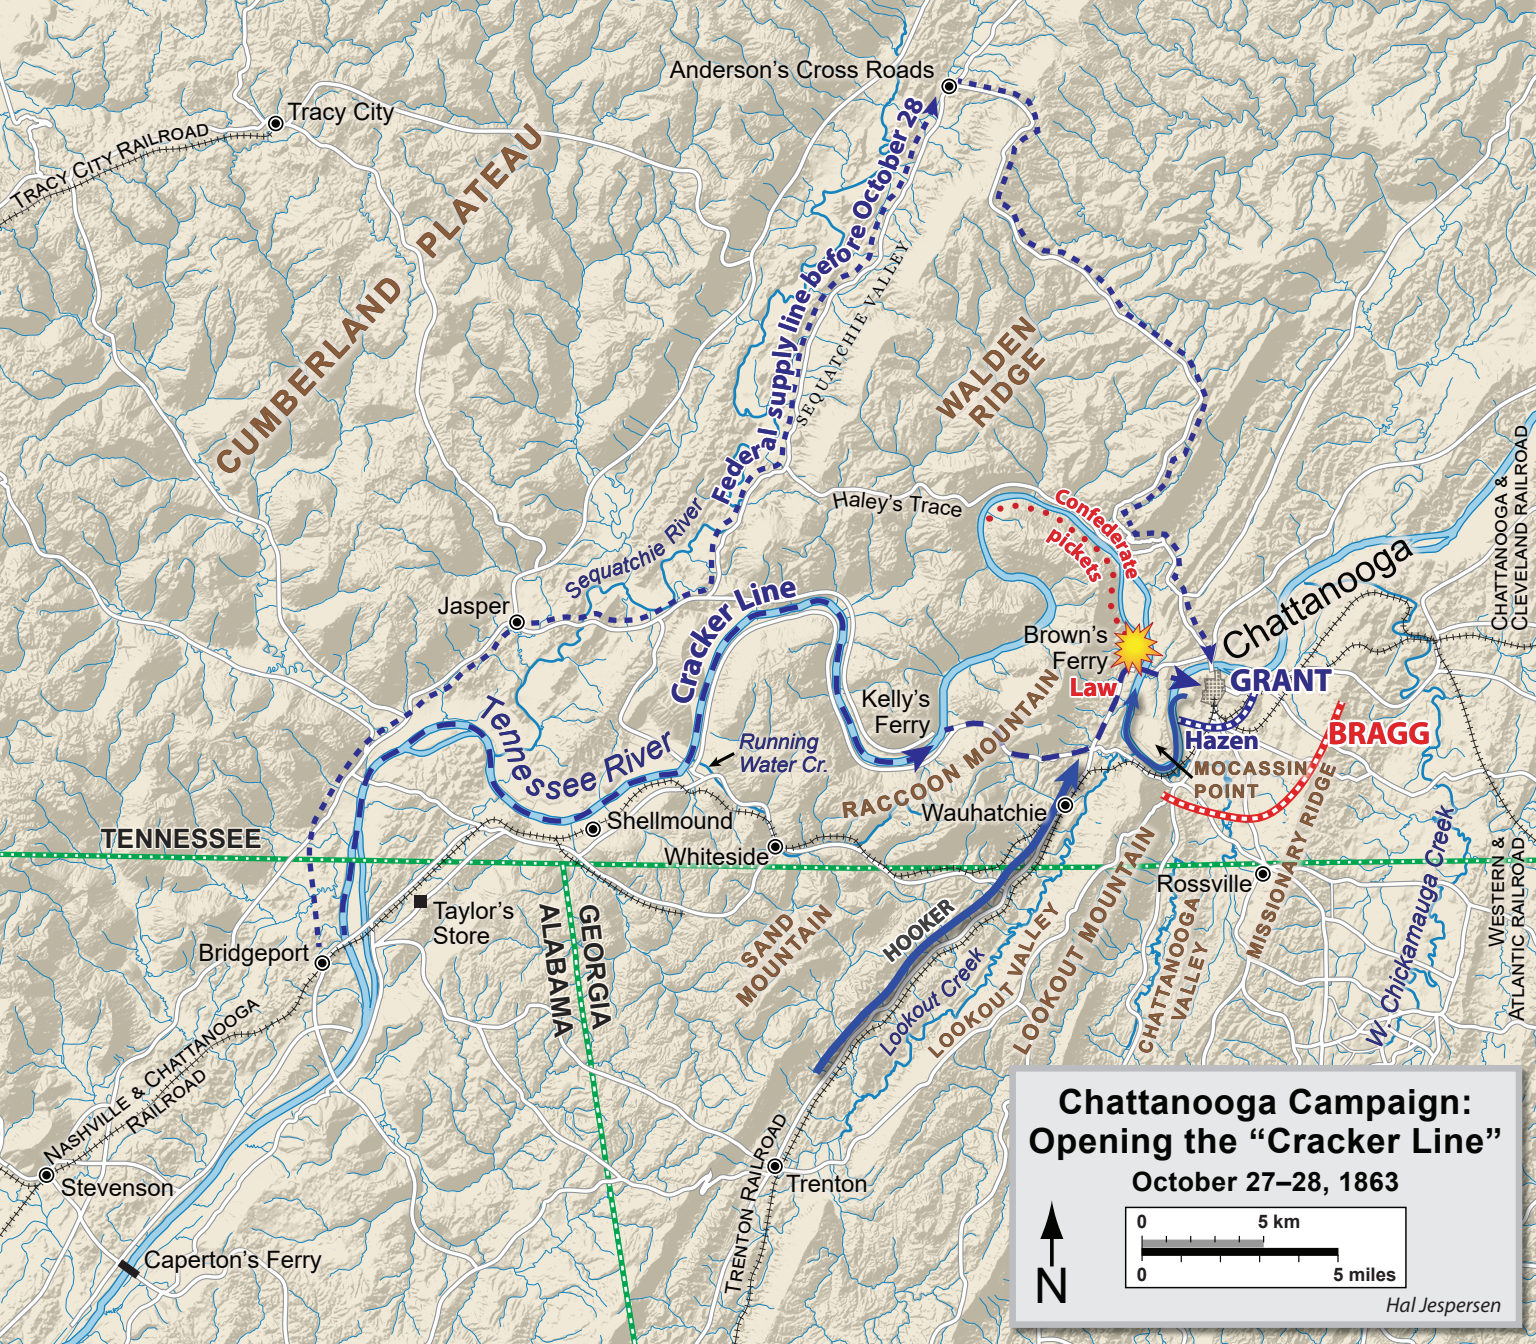 Anderson's Cross Roads
Tracy City
TRACY CITY RAILROAD
CUMBERLAND PLATEAU
Federal supply line before October 28
SEQUATCHIE VALLEY
WALDEN
RIDGE
Haley's Trace
Confederate
pickets
CHATTANOOGA &
CLEVELAND RAILROAD
Sequatchie River
Jasper
Cracker Line
Chattanooga
Brown's
Ferry
Law
GRANT
Kelly's
Ferry
Tennessee River
Running
Water Cr.
RACCOON MOUNTAIN
Hazen
BRAGG
MOCASSIN
POINT
Wauhatchie
Shellmound
Whiteside
TENNESSEE
Rossville
MISSIONARY RIDGE
W. Chickamauga Creek
WESTERN &
ATLANTIC RAILROAD
Taylor's
Store
GEORGIA
ALABAMA
SAND
MOUNTAIN
HOOKER
Lookout Creek
LOOKOUT VALLEY
LOOKOUT MOUNTAIN
CHATTANOOGA
VALLEY
Bridgeport
NASHVILLE & CHATTANOOGA
RAILROAD
Stevenson
Caperton's Ferry
TRENTON RAILROAD
Trenton
Chattanooga Campaign:
Opening the “Cracker Line”
October 27–28, 1863
0 5 km
0 5 miles
N
Hal Jespersen